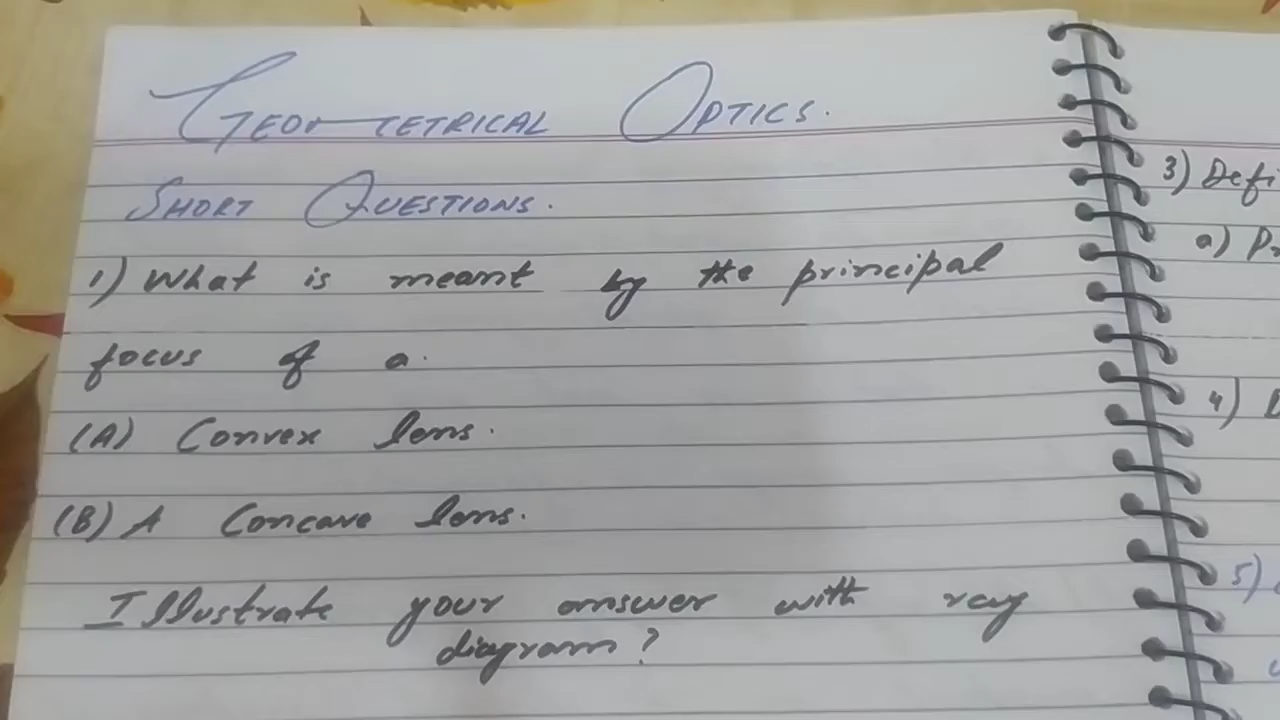 GEOMETRICAL OPTICS.
SHORT QUESTIONS.
1) What is meant by the principal
focus of a.
(A) Convex lens.
(B) A Concave lens.
Illustrate your answer with ray
diagram?
3) Defi
a) Pr
4) D
5)